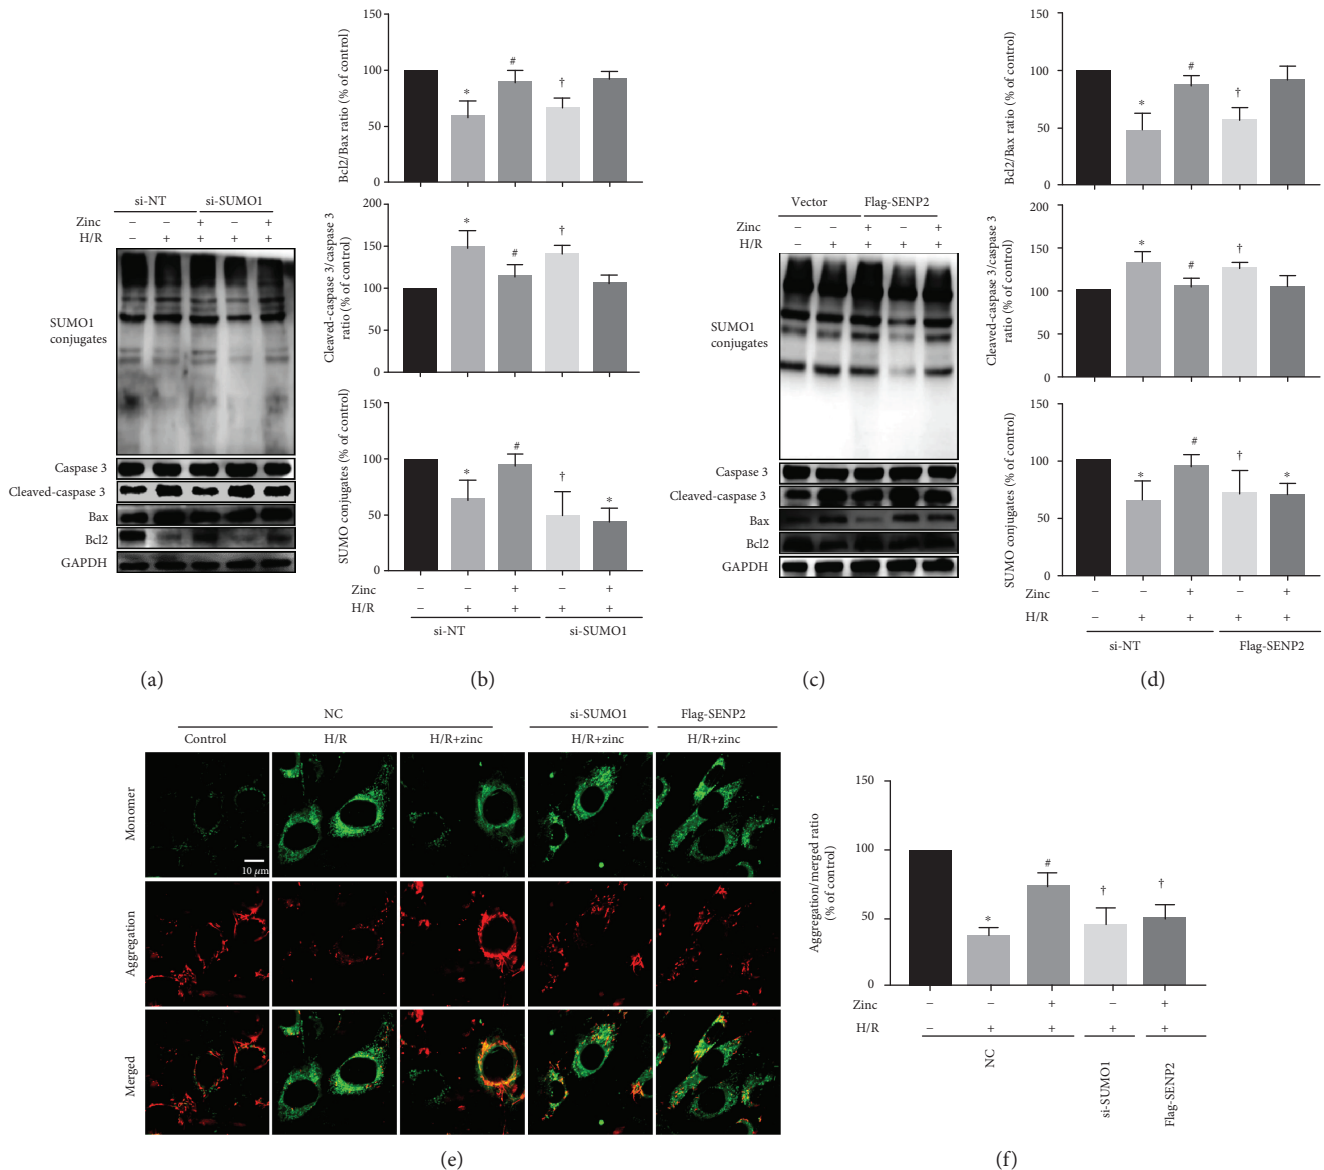 si-NT si-SUMO1
Zinc – – + – +
H/R – + + + +
SUMO1
conjugates
Caspase 3
Cleaved-caspase 3
Bax
Bcl2
GAPDH
(a)
Bcl2/Bax ratio (% of control)
150
100
50
0
* # †
Cleaved-caspase 3/caspase 3
ratio (% of control)
200
150
100
50
0
* # †
SUMO conjugates (% of control)
150
100
50
0
* # † *
Zinc – – + – +
H/R – + + + +
si-NT si-SUMO1
(b)
Vector Flag-SENP2
Zinc – – + – +
H/R – + + + +
SUMO1
conjugates
Caspase 3
Cleaved-caspase 3
Bax
Bcl2
GAPDH
(c)
Bcl2/Bax ratio (% of control)
150
100
50
0
* # †
Cleaved-caspase 3/caspase 3
ratio (% of control)
200
150
100
50
0
* # †
SUMO conjugates (% of control)
150
100
50
0
* # † *
Zinc – – + – +
H/R – + + + +
si-NT Flag-SENP2
(d)
NC si-SUMO1 Flag-SENP2
Control H/R H/R+zinc H/R+zinc H/R+zinc
Monomer
10 μm
Aggregation
Merged
(e)
Aggregation/merged ratio
(% of control)
150
100
50
0
* # † †
Zinc – – + – +
H/R – + + + +
NC
si-SUMO1
Flag-SENP2
(f)